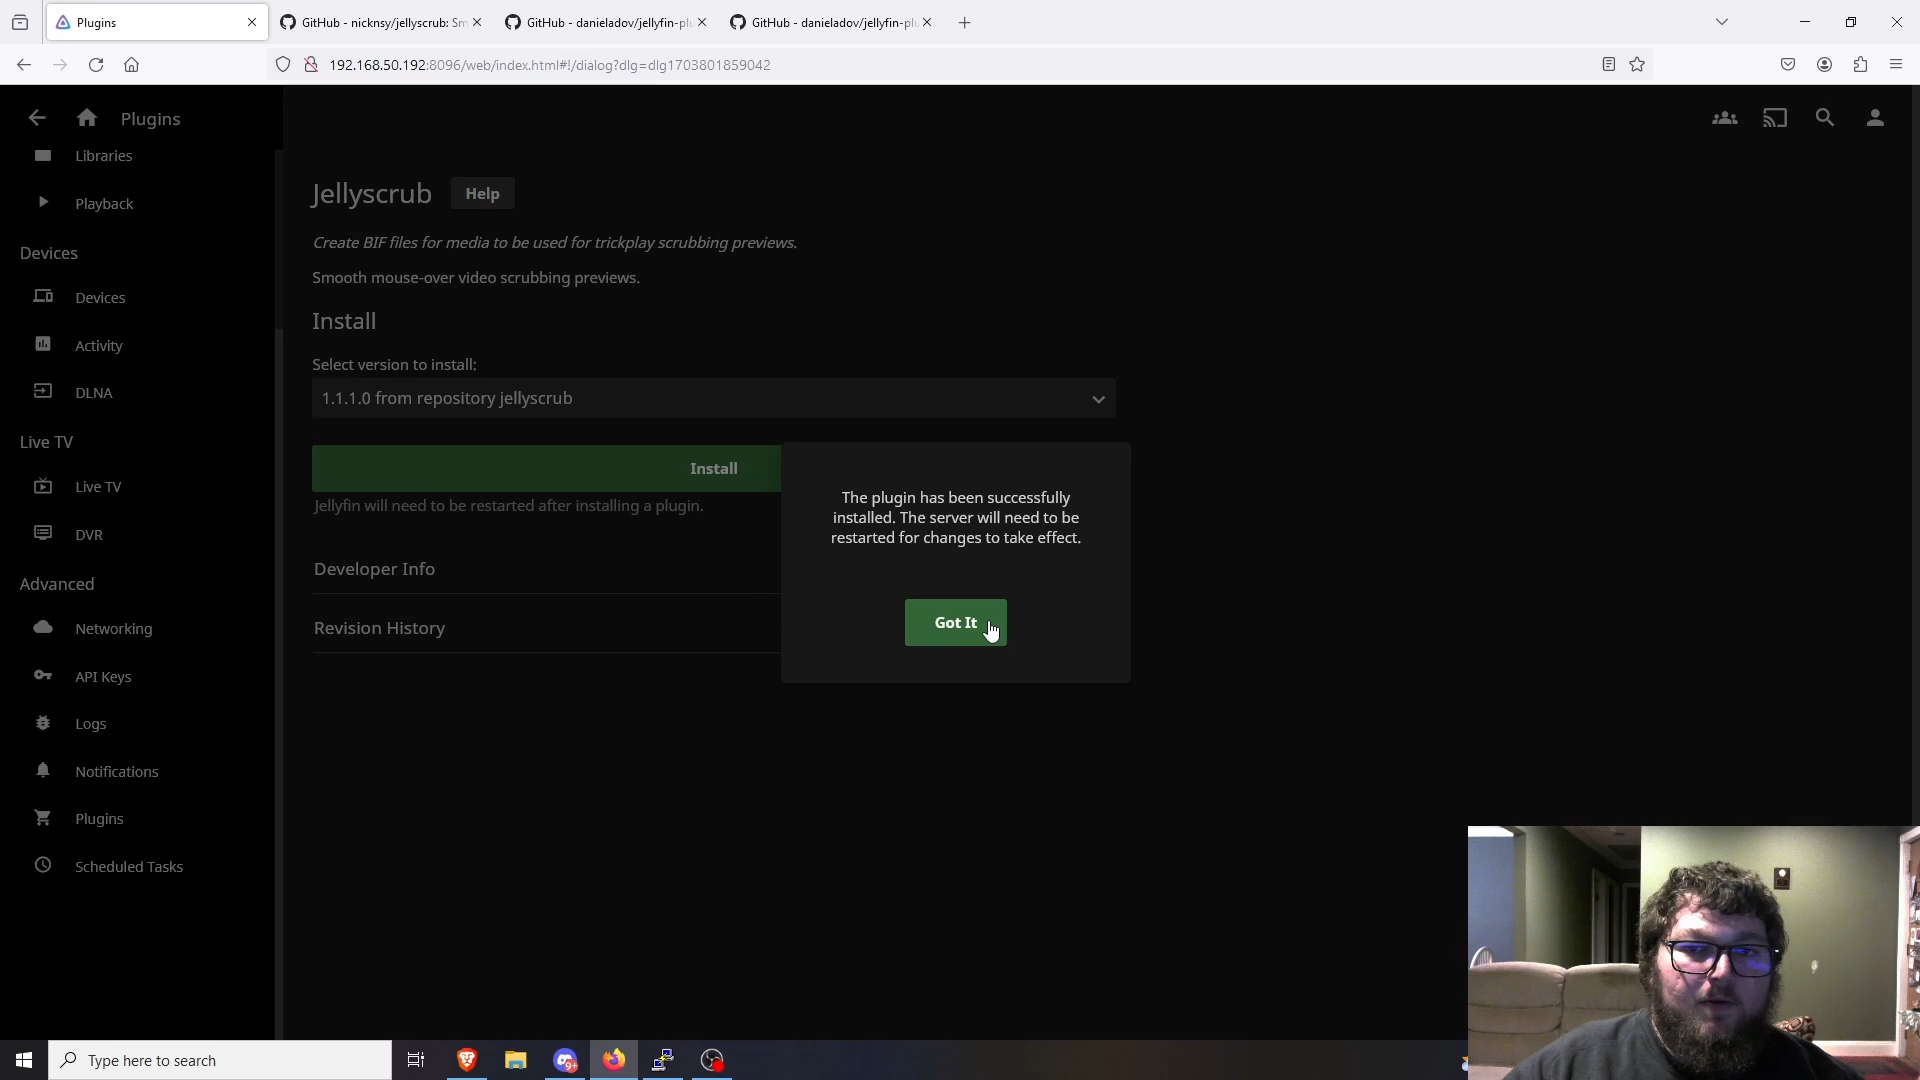 Plugins
GitHub - nicknsy/jellyscrub: Sm
GitHub - danieladov/jellyfin-plu
GitHub - danieladov/jellyfin-plu
192.168.50.192:8096/web/index.html#!/dialog?dlg=dlg1703801859042
Plugins
Libraries
Playback
Devices
Devices
Activity
DLNA
Live TV
Live TV
DVR
Advanced
Networking
API Keys
Logs
Notifications
Plugins
Scheduled Tasks
Jellyscrub
Help
Create BIF files for media to be used for trickplay scrubbing previews.
Smooth mouse-over video scrubbing previews.
Install
Select version to install:
1.1.1.0 from repository jellyscrub
Install
Jellyfin will need to be restarted after installing a plugin.
Developer Info
Revision History
The plugin has been successfully
installed. The server will need to be
restarted for changes to take effect.
Got It
Type here to search
9+